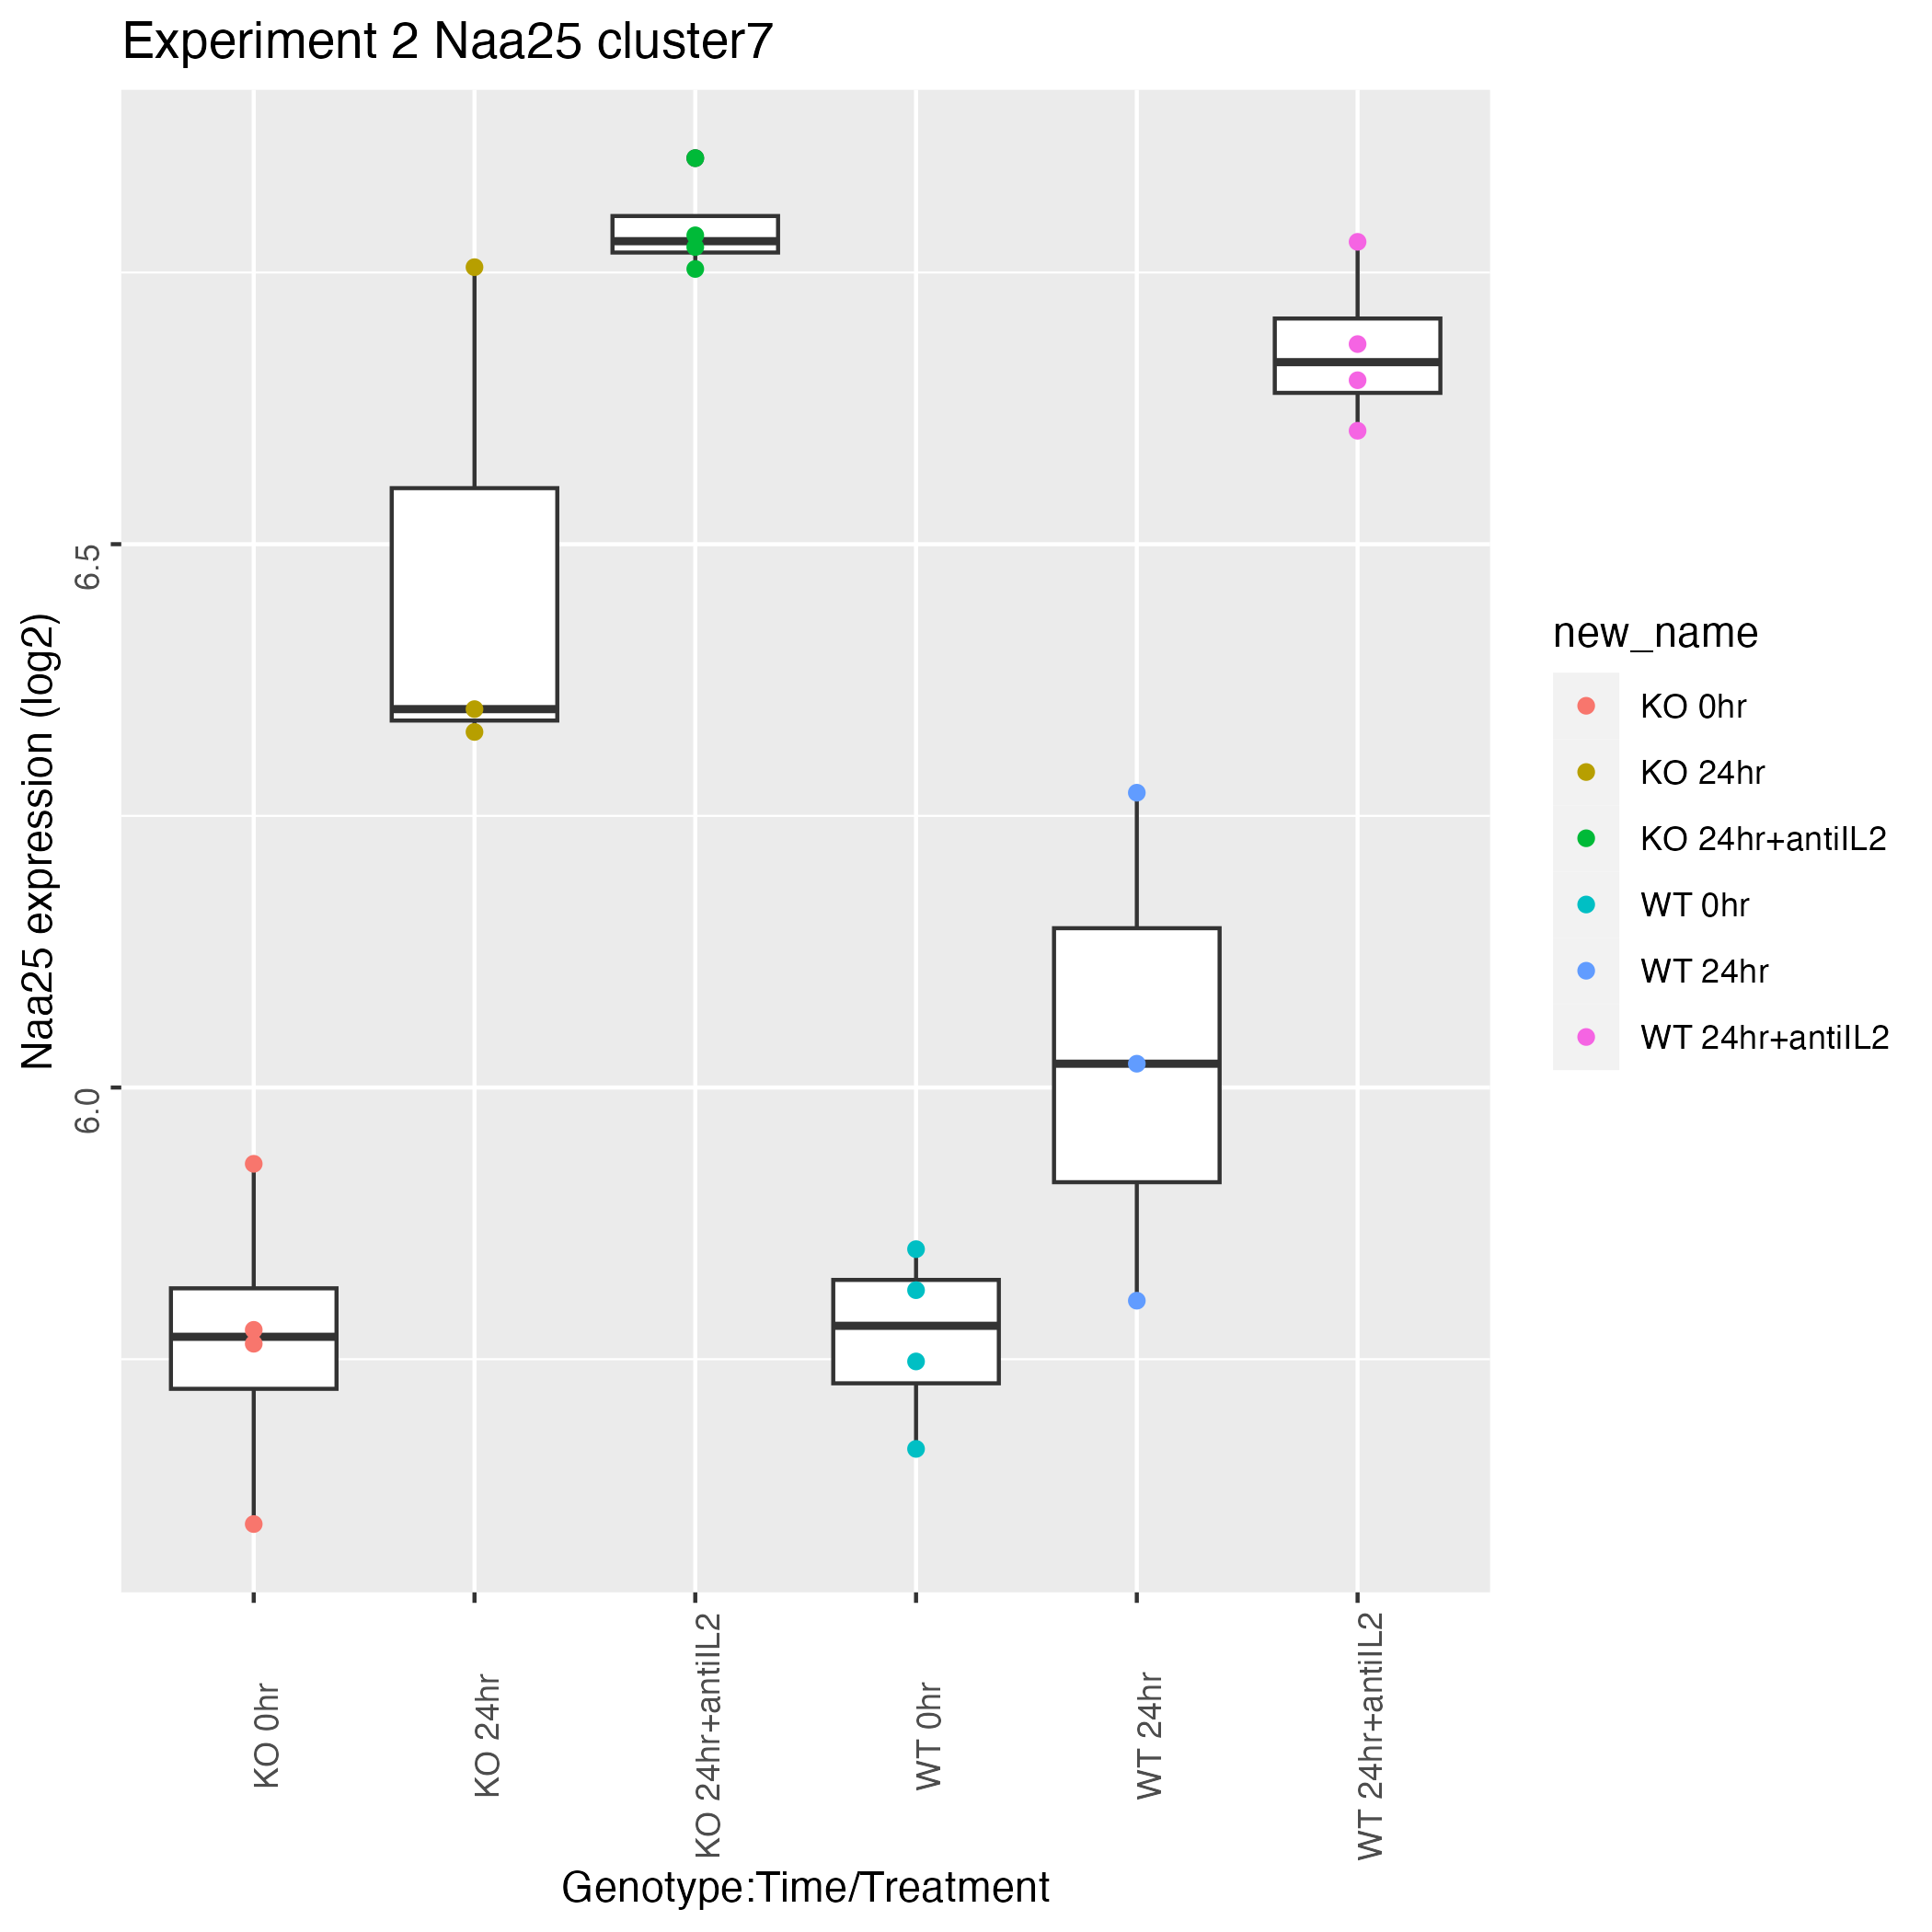 Experiment 2 Naa25 cluster7
Naa25 expression (log2)
6.5
6.0
KO 0hr
KO 24hr
KO 24hr+antiIL2
WT 0hr
WT 24hr
WT 24hr+antiIL2
Genotype:Time/Treatment
new_name
KO 0hr
KO 24hr
KO 24hr+antiIL2
WT 0hr
WT 24hr
WT 24hr+antiIL2